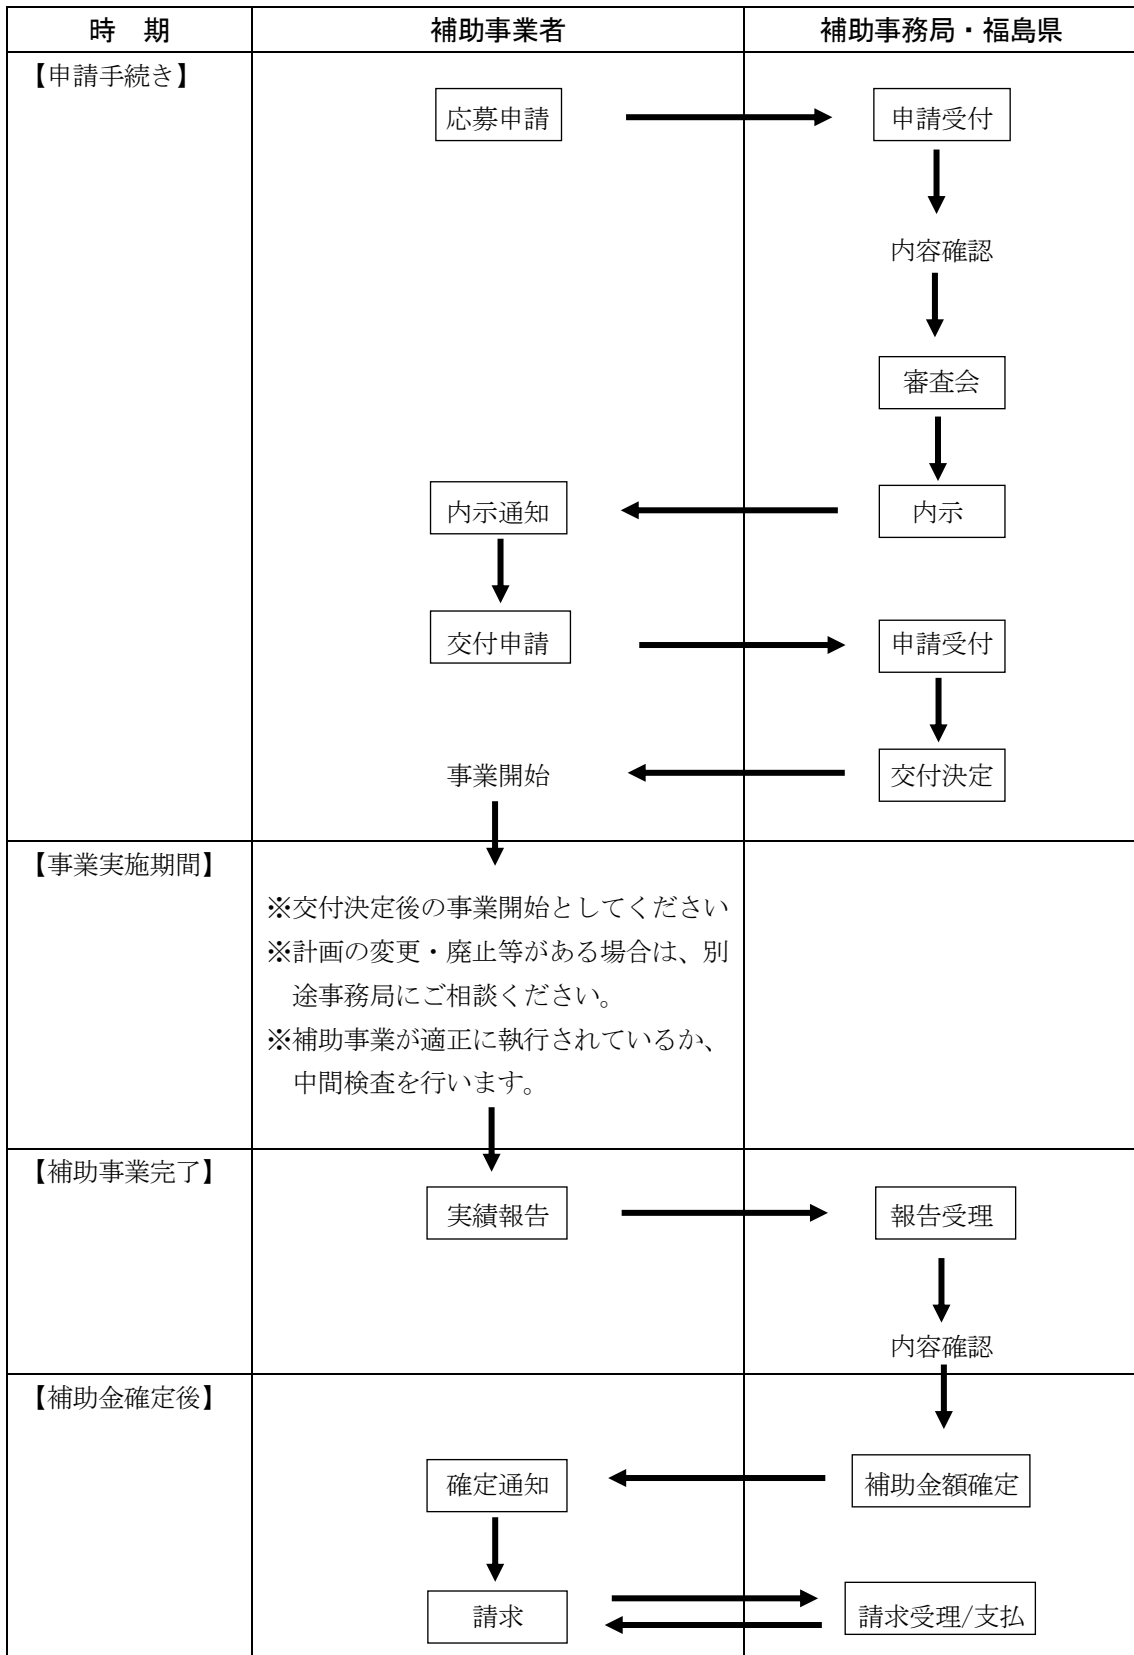 時　期
補助事業者
補助事務局・福島県
【申請手続き】
応募申請
申請受付
内容確認
審査会
内示通知
内示
交付申請
申請受付
事業開始
交付決定
【事業実施期間】
※交付決定後の事業開始としてください
※計画の変更・廃止等がある場合は、別
途事務局にご相談ください。
※補助事業が適正に執行されているか、
中間検査を行います。
【補助事業完了】
実績報告
報告受理
内容確認
【補助金確定後】
確定通知
補助金額確定
請求
請求受理/支払